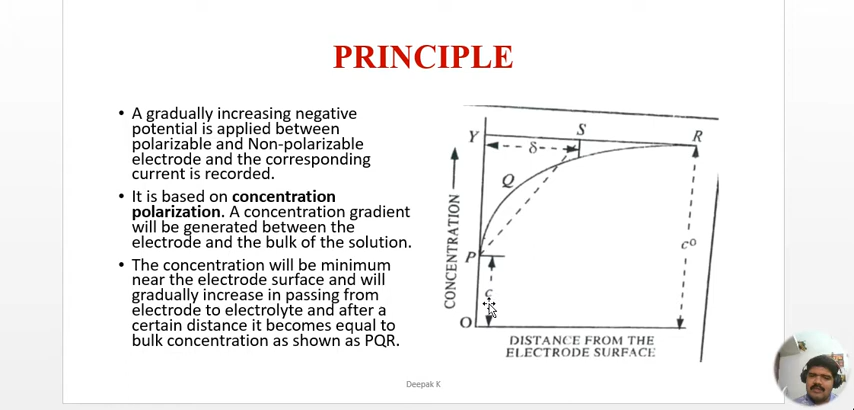 PRINCIPLE
• A gradually increasing negative
potential is applied between
polarizable and Non-polarizable
electrode and the corresponding
current is recorded.
• It is based on concentration
polarization. A concentration gradient
will be generated between the
electrode and the bulk of the solution.
• The concentration will be minimum
near the electrode surface and will
gradually increase in passing from
electrode to electrolyte and after a
certain distance it becomes equal to
bulk concentration as shown as PQR.
Y
S
R
δ
Q
CONCENTRATION
P
c
c⁰
O
DISTANCE FROM THE
ELECTRODE SURFACE
Deepak K